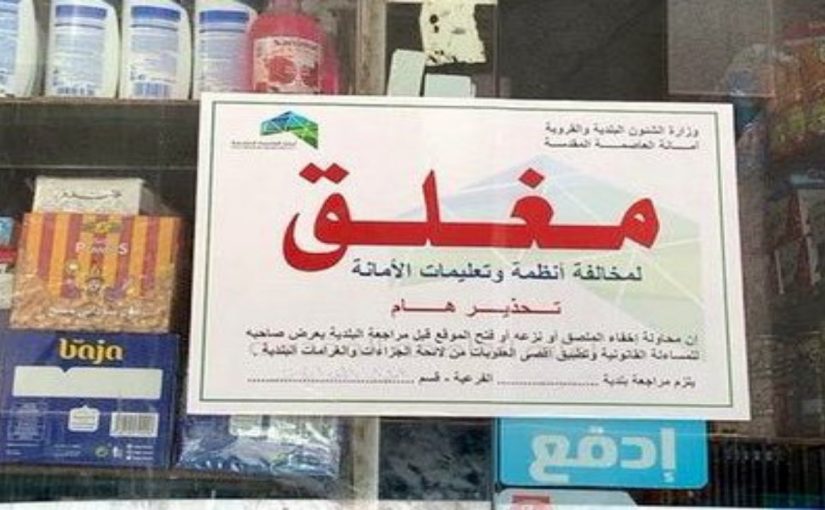 وزارة الشئون البلدية والقروية
أمانة العاصمة المقدسة
مغلق
لمخالفة أنظمة وتعليمات الأمانة
تحذير هام
إن محاولة إخفاء الملصق أو نزعه أو فتح الموقع قبل مراجعة البلدية يعرض صاحبه
للمساءلة القانونية وتطبيق أقصى العقوبات من لائحة الجزاءات والغرامات البلدية
يلتزم مراجعة بلدية ........................ الفرعية - قسم ........................
baja
إدفع